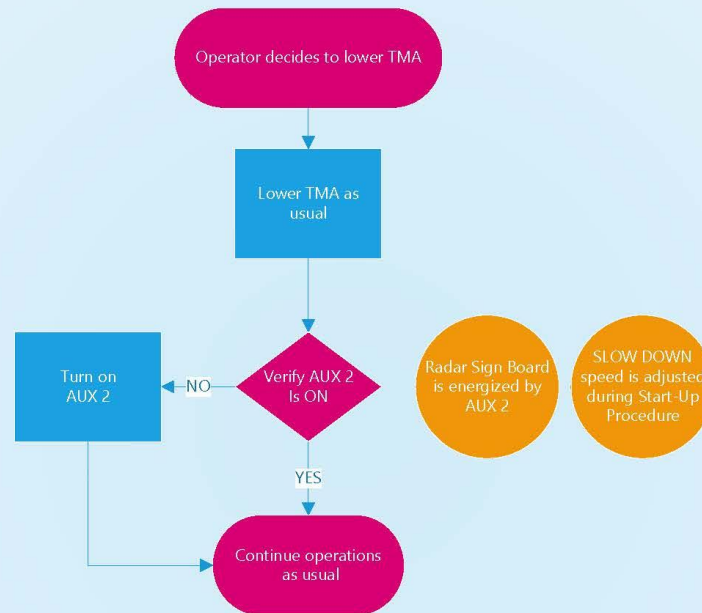 Operator decides to lower TMA
Lower TMA as
usual
Turn on
AUX 2
NO
Verify AUX 2
Is ON
Radar Sign Board
is energized by
AUX 2
SLOW DOWN
speed is adjusted
during Start-Up
Procedure
YES
Continue operations
as usual